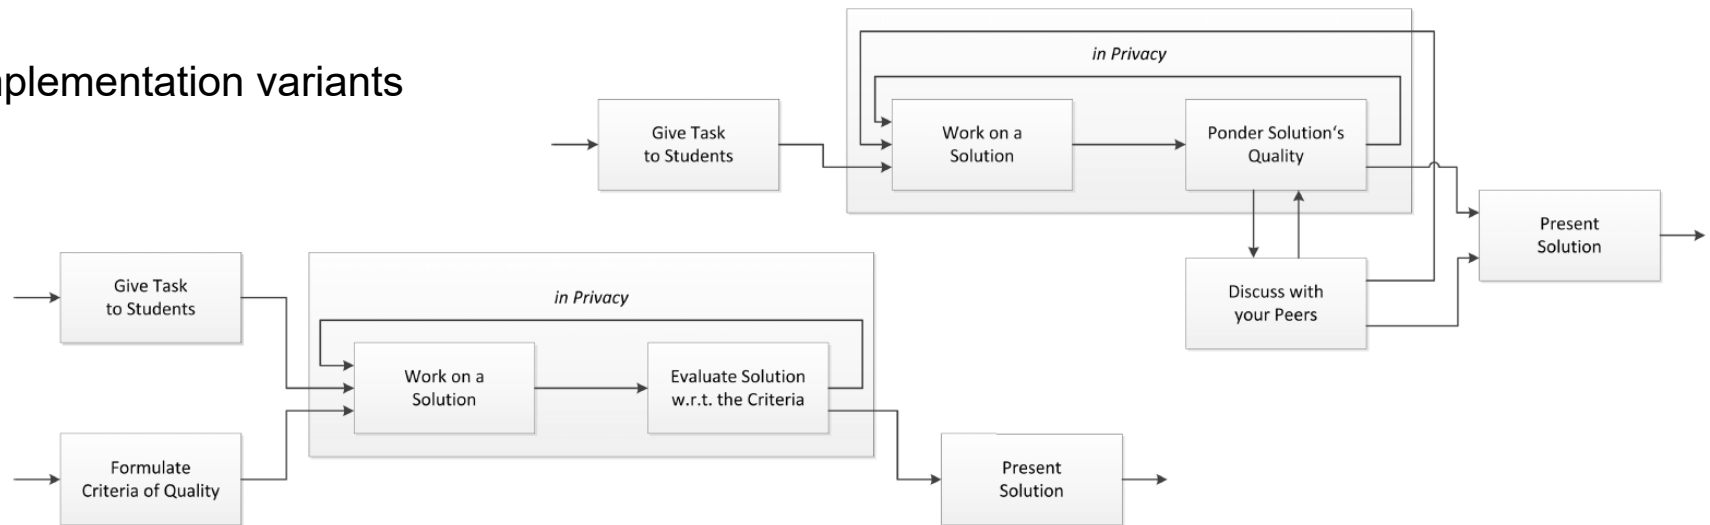 nplementation variants
in Privacy
Give Task
to Students
Work on a
Solution
Ponder Solution‘s
Quality
Present
Solution
Discuss with
your Peers
Give Task
to Students
in Privacy
Work on a
Solution
Evaluate Solution
w.r.t. the Criteria
Formulate
Criteria of Quality
Present
Solution